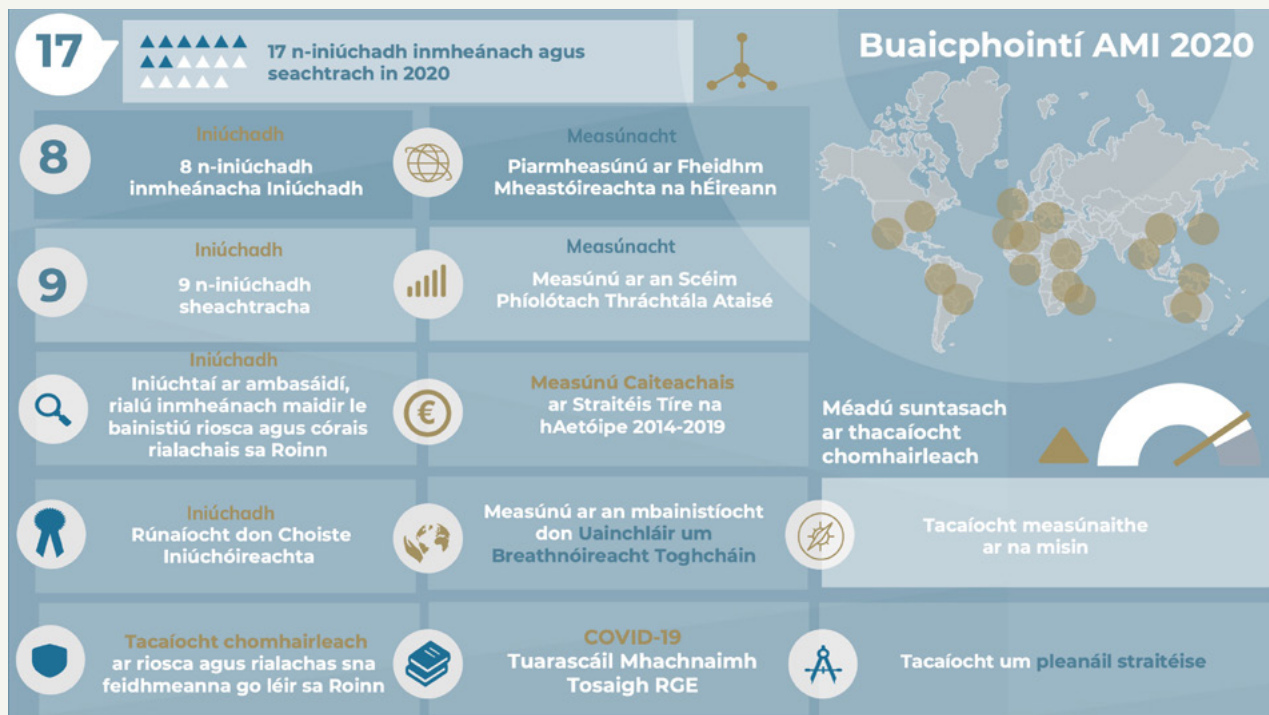 17
17 n-iniúchadh inmheánach agus
seachtrach in 2020
Buaicphointí AMI 2020
8
Iniúchadh
8 n-iniúchadh
inmheánacha Iniúchadh
Measúnacht
Piarmheasúnú ar Fheidhm
Mheastóireachta na hÉireann
9
Iniúchadh
9 n-iniúchadh
sheachtracha
Measúnacht
Measúnú ar an Scéim
Phíolótach Thráchtála Ataisé
Iniúchadh
Iniúchtaí ar ambasáidí,
rialú inmheánach maidir le
bainistiú riosca agus córais
rialachais sa Roinn
€
Measúnú Caiteachais
ar Straitéis Tíre na
hAetóipe 2014-2019
Méadú suntasach
ar thacaíocht
chomhairleach
Iniúchadh
Rúnaíocht don Choiste
Iniúchóireachta
Measúnú ar an mbainistíocht
don Uainchláir um
Breathnóireacht Toghcháin
Tacaíocht measúnaithe
ar na misin
Tacaíocht chomhairleach
ar riosca agus rialachas sna
feidhmeanna go léir sa Roinn
COVID-19
Tuarascáil Mhachnaimh
Tosaigh RGE
Tacaíocht um pleanáil straitéise